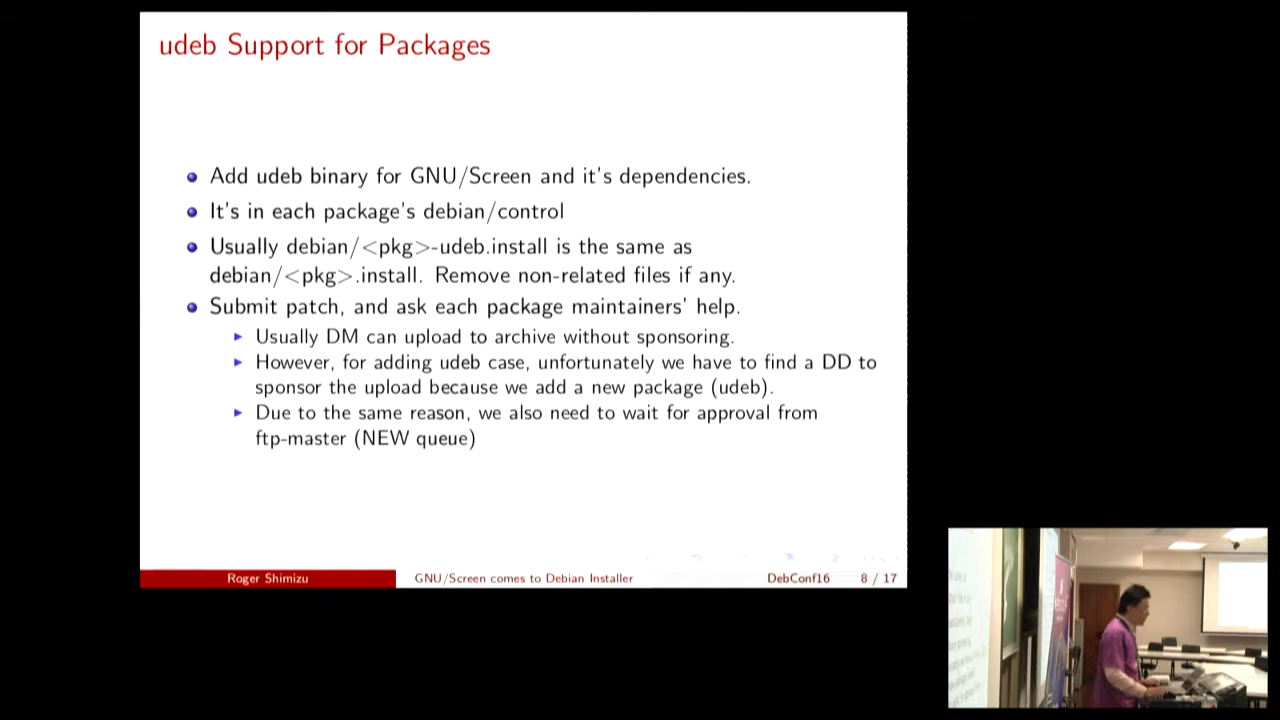 udeb Support for Packages
Add udeb binary for GNU/Screen and it's dependencies.
It's in each package's debian/control
Usually debian/<pkg>-udeb.install is the same as
debian/<pkg>.install. Remove non-related files if any.
Submit patch, and ask each package maintainers' help.
Usually DM can upload to archive without sponsoring.
However, for adding udeb case, unfortunately we have to find a DD to
sponsor the upload because we add a new package (udeb).
Due to the same reason, we also need to wait for approval from
ftp-master (NEW queue)
Roger Shimizu GNU/Screen comes to Debian Installer DebConf16 8 / 17